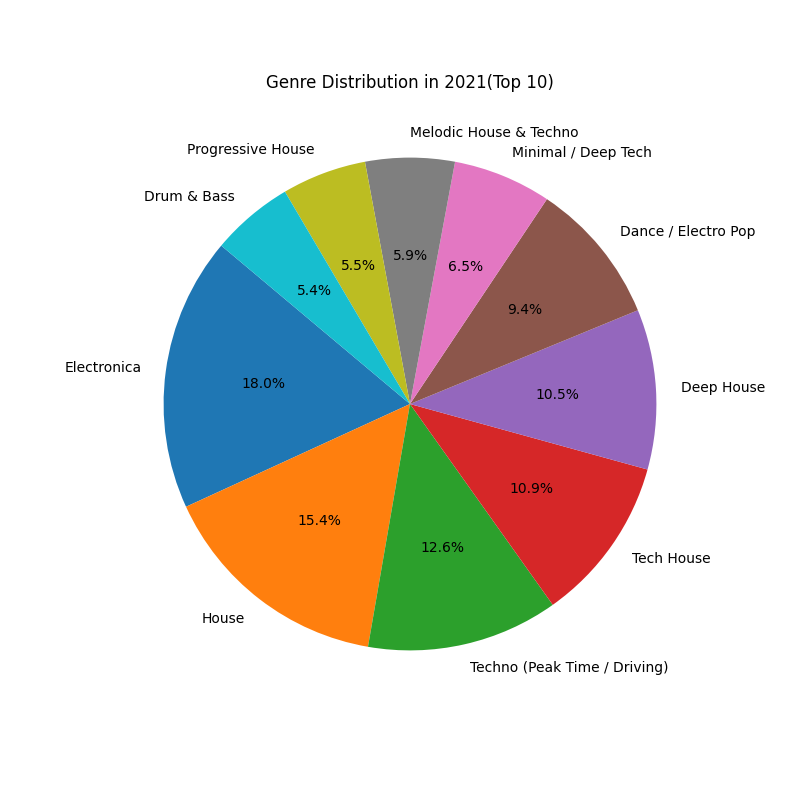 Genre Distribution in 2021(Top 10)
Melodic House & Techno
Progressive House
Minimal / Deep Tech
Drum & Bass
Dance / Electro Pop
5.9%
5.5%
6.5%
5.4%
9.4%
Electronica
18.0%
10.5%
Deep House
10.9%
15.4%
12.6%
Tech House
House
Techno (Peak Time / Driving)